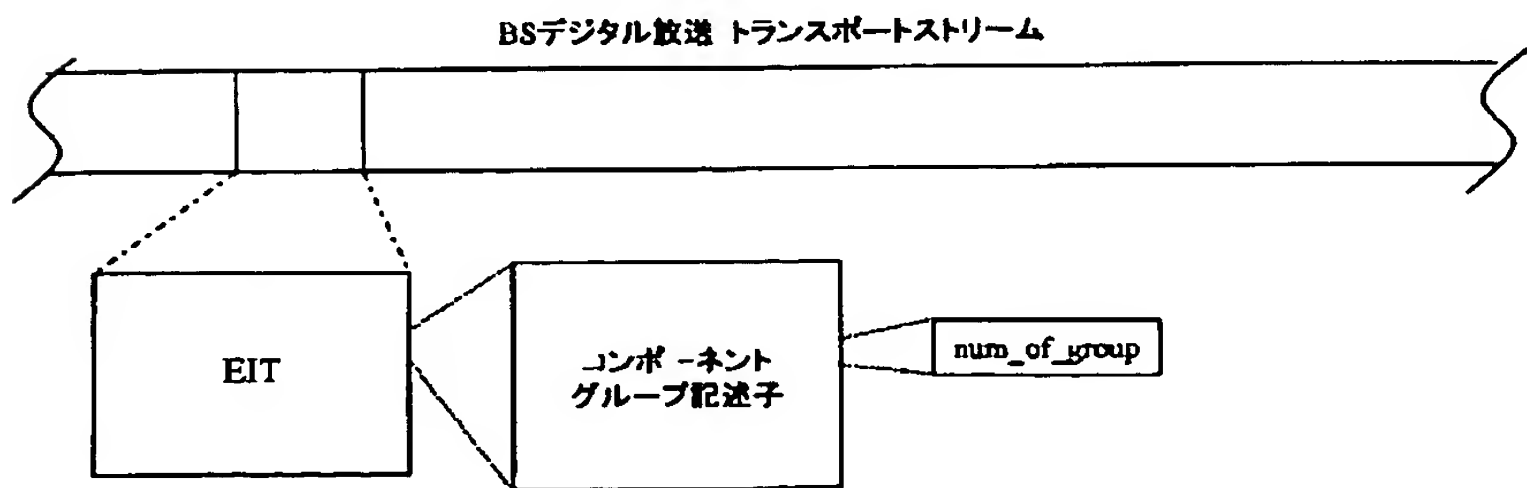 BSデジタル放送 トランスポートストリーム
EIT
コンポーネント
グループ記述子
num_of_group